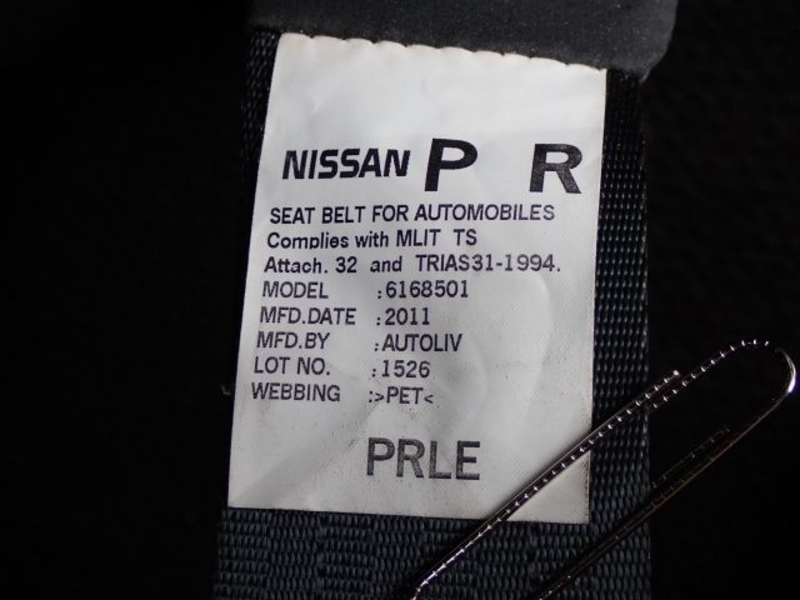 NISSAN P R
SEAT BELT FOR AUTOMOBILES
Complies with MLIT TS
Attach. 32 and TRIAS31-1994.
MODEL :6168501
MFD.DATE :2011
MFD.BY :AUTOLIV
LOT NO. :1526
WEBBING :>PET<
PRLE